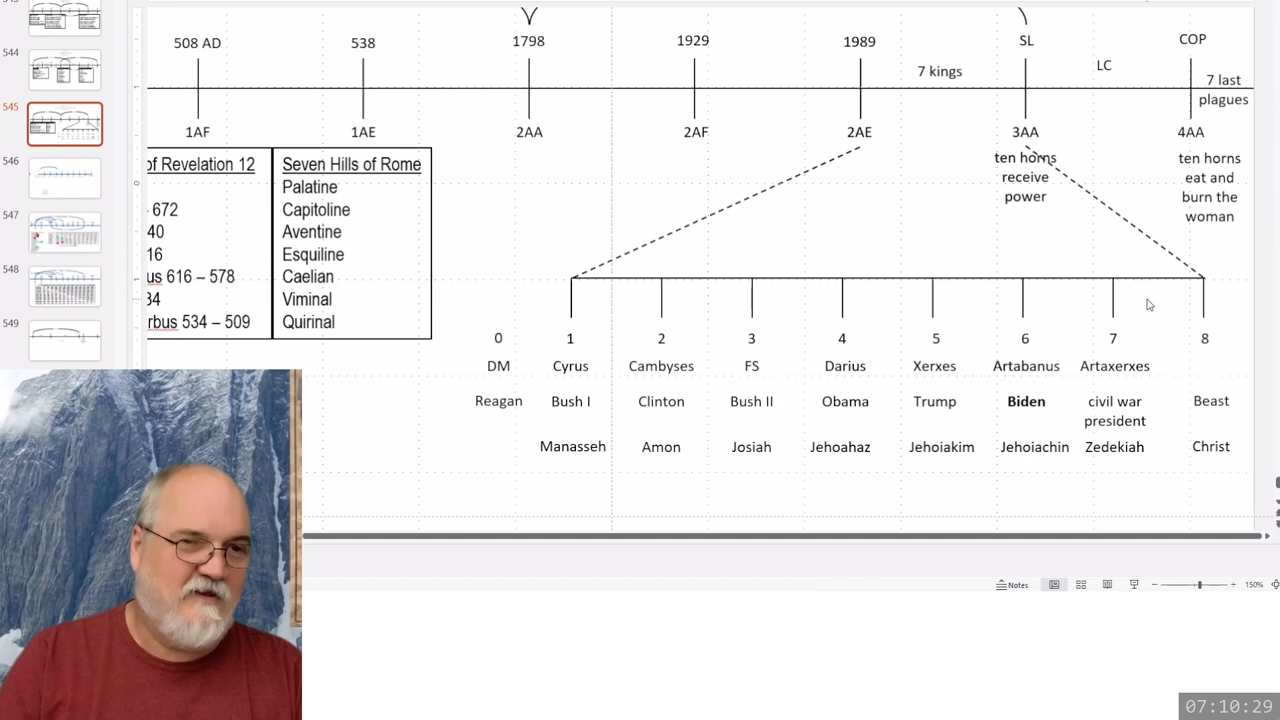 544
545
546
547
548
549
508 AD 538 1798 1929 1989 SL COP
7 kings LC 7 last
plagues
1AF 1AE 2AA 2AF 2AE 3AA 4AA
ten horns
receive
power
ten horns
eat and
burn the
woman
of Revelation 12
672
40
16
us 616 – 578
34
rbus 534 – 509
Seven Hills of Rome
Palatine
Capitoline
Aventine
Esquiline
Caelian
Viminal
Quirinal
0 1 2 3 4 5 6 7 8
DM Cyrus Cambyses FS Darius Xerxes Artabanus Artaxerxes
Reagan Bush I Clinton Bush II Obama Trump Biden civil war Beast
president
Manasseh Amon Josiah Jehoahaz Jehoiakim Jehoiachin Zedekiah Christ
Notes 150%
07:10:29